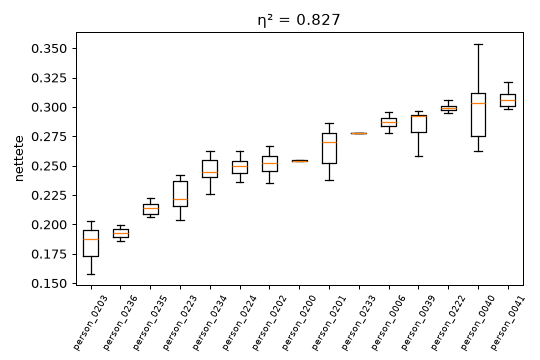 η² = 0.827
nettete
0.350
0.325
0.300
0.275
0.250
0.225
0.200
0.175
0.150
person_0203
person_0236
person_0235
person_0223
person_0234
person_0224
person_0202
person_0200
person_0201
person_0233
person_0006
person_0039
person_0222
person_0040
person_0041